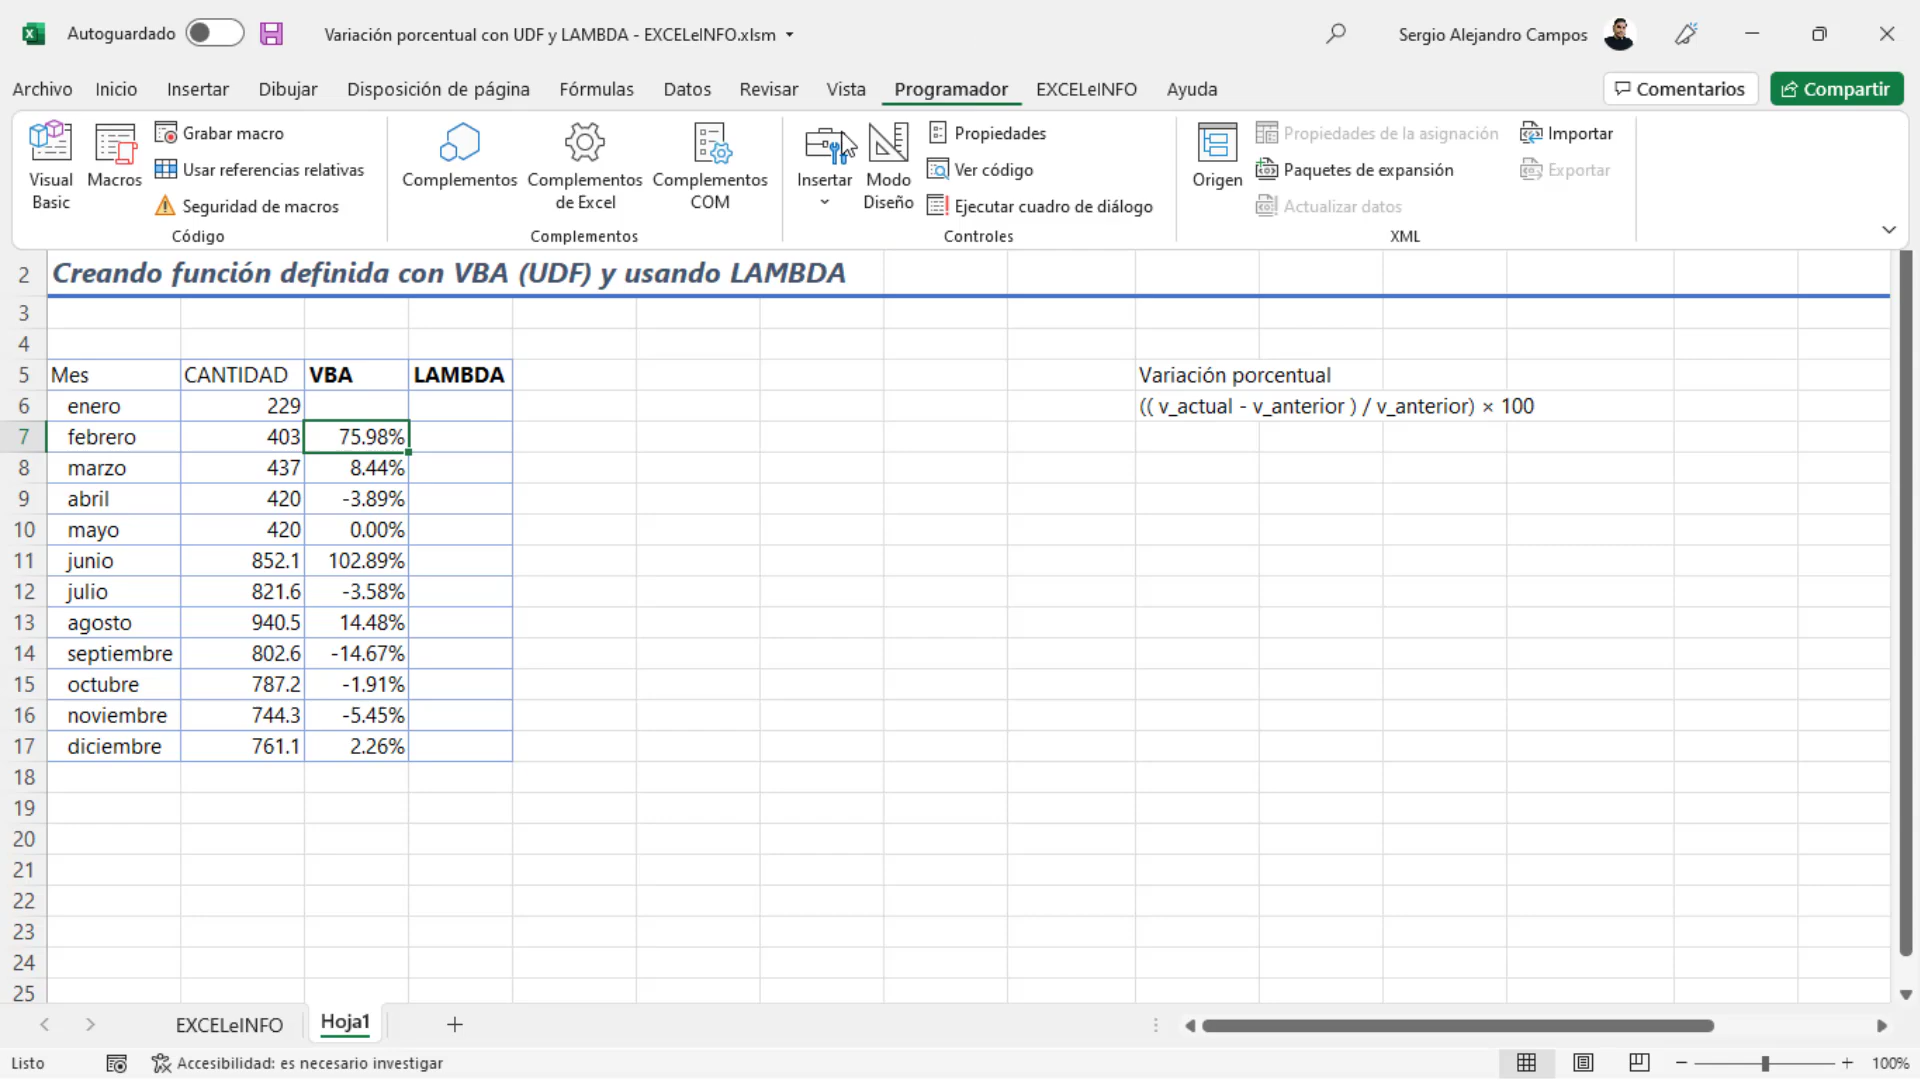 Autoguardado
Variación porcentual con UDF y LAMBDA - EXCELeINFO.xlsm
Sergio Alejandro Campos
Archivo Inicio Insertar Dibujar Disposición de página Fórmulas Datos Revisar Vista Programador EXCELeINFO Ayuda Comentarios Compartir
Visual Basic
Macros
Grabar macro
Usar referencias relativas
Seguridad de macros
Código
Complementos
Complementos de Excel
Complementos COM
Complementos
Insertar
Modo Diseño
Propiedades
Ver código
Ejecutar cuadro de diálogo
Controles
Origen
Propiedades de la asignación
Paquetes de expansión
Actualizar datos
Importar
Exportar
XML
2 Creando función definida con VBA (UDF) y usando LAMBDA
3
4
5 Mes CANTIDAD VBA LAMBDA Variación porcentual
6 enero 229 (( v_actual - v_anterior ) / v_anterior) × 100
7 febrero 403 75.98%
8 marzo 437 8.44%
9 abril 420 -3.89%
10 mayo 420 0.00%
11 junio 852.1 102.89%
12 julio 821.6 -3.58%
13 agosto 940.5 14.48%
14 septiembre 802.6 -14.67%
15 octubre 787.2 -1.91%
16 noviembre 744.3 -5.45%
17 diciembre 761.1 2.26%
18
19
20
21
22
23
24
25
EXCELeINFO Hoja1
Listo Accesibilidad: es necesario investigar 100%